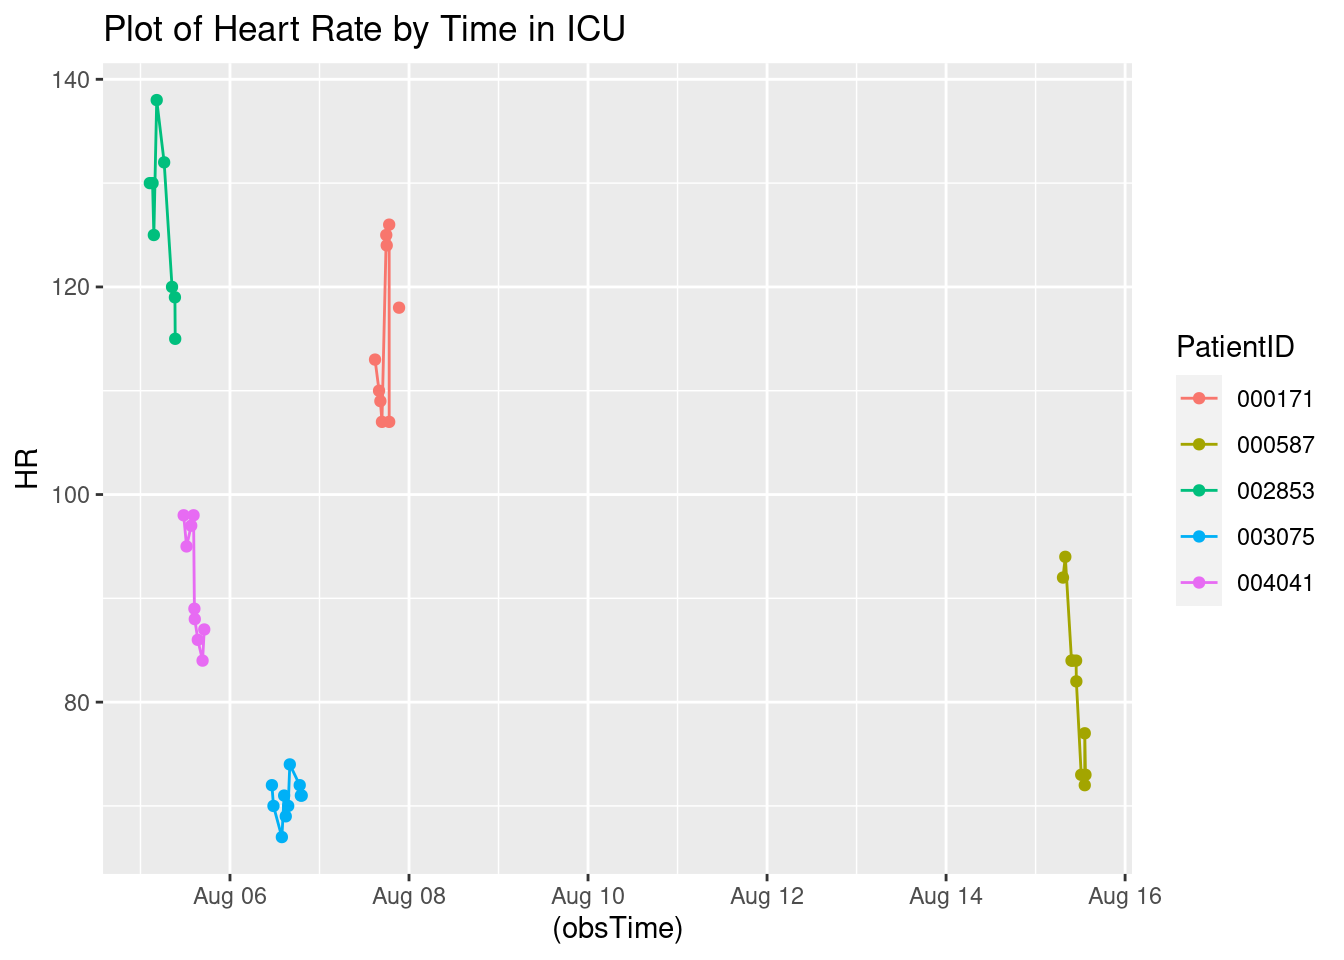 Plot of Heart Rate by Time in ICU
140
120
100
80
HR
Aug 06
Aug 08
Aug 10
Aug 12
Aug 14
Aug 16
(obsTime)
PatientID
000171
000587
002853
003075
004041